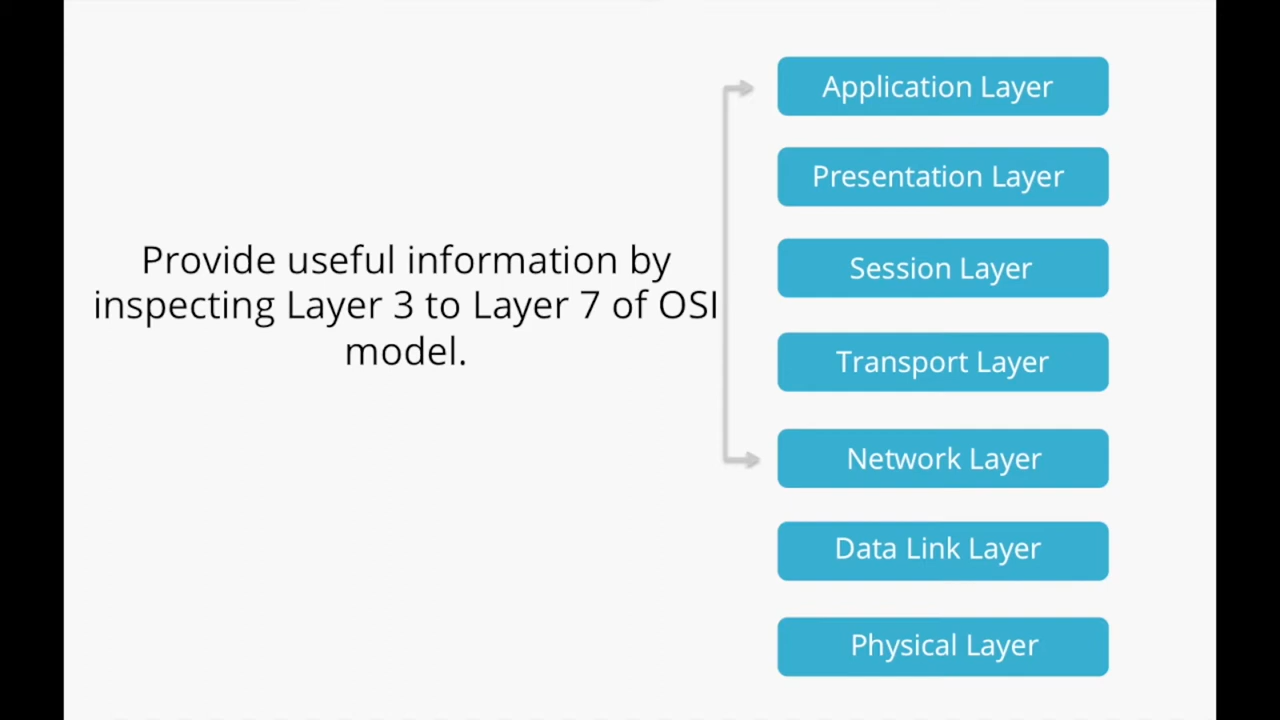 Provide useful information by
inspecting Layer 3 to Layer 7 of OSI
model.
Application Layer
Presentation Layer
Session Layer
Transport Layer
Network Layer
Data Link Layer
Physical Layer